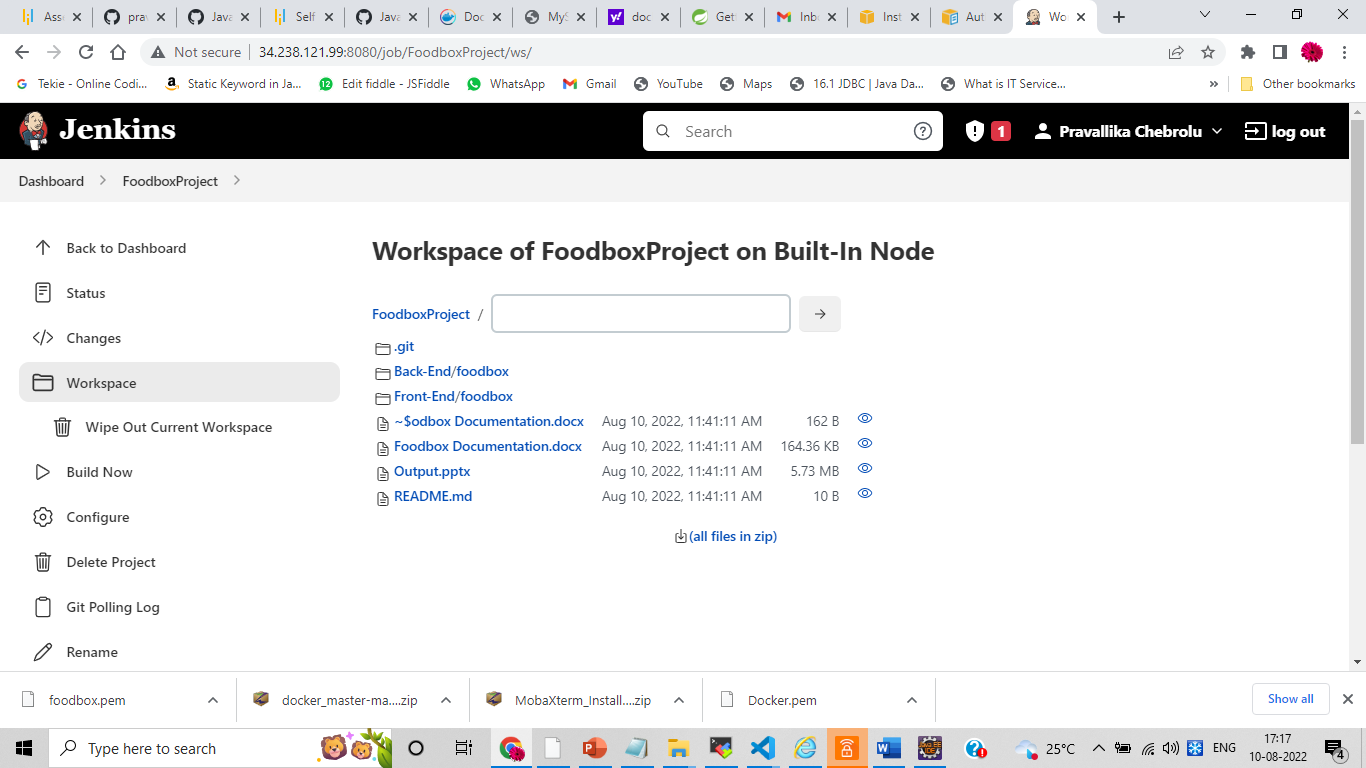 Asse
prav
Java
Self
Java
Doc
MyS
doc
Gett
Inbo
Inst
Aut
Wo
Not secure
34.238.121.99:8080/job/FoodboxProject/ws/
Tekie - Online Codi...
Static Keyword in Ja...
Edit fiddle - JSFiddle
WhatsApp
Gmail
YouTube
Maps
16.1 JDBC | Java Da...
What is IT Service...
»
Other bookmarks
Jenkins
Search
1
Pravallika Chebrolu
log out
Dashboard
FoodboxProject
Back to Dashboard
Status
Changes
Workspace
Wipe Out Current Workspace
Build Now
Configure
Delete Project
Git Polling Log
Rename
Workspace of FoodboxProject on Built-In Node
FoodboxProject /
.git
Back-End/foodbox
Front-End/foodbox
~$odbox Documentation.docx Aug 10, 2022, 11:41:11 AM 162 B
Foodbox Documentation.docx Aug 10, 2022, 11:41:11 AM 164.36 KB
Output.pptx Aug 10, 2022, 11:41:11 AM 5.73 MB
README.md Aug 10, 2022, 11:41:11 AM 10 B
(all files in zip)
foodbox.pem
docker_master-ma....zip
MobaXterm_Install....zip
Docker.pem
Show all
Type here to search
25°C
ENG
17:17
10-08-2022
4